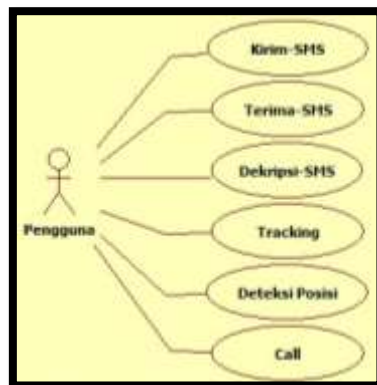 Kirim-SMS
Terima-SMS
Dekripsi-SMS
Pengguna
Tracking
Deteksi Posisi
Call